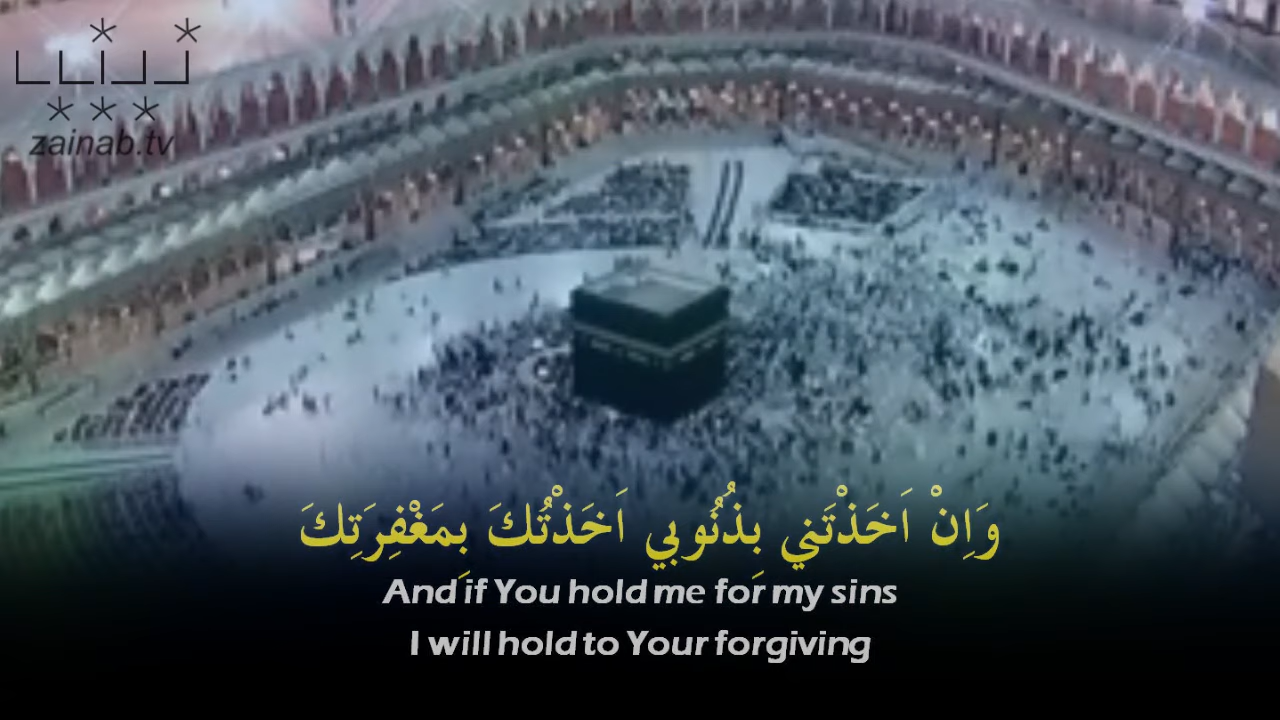 zainab.tv
وَاِنْ اَخَذْتَني بِذُنُوبي اَخَذْتُكَ بِمَغْفِرَتِكَ
And if You hold me for my sins
I will hold to Your forgiving